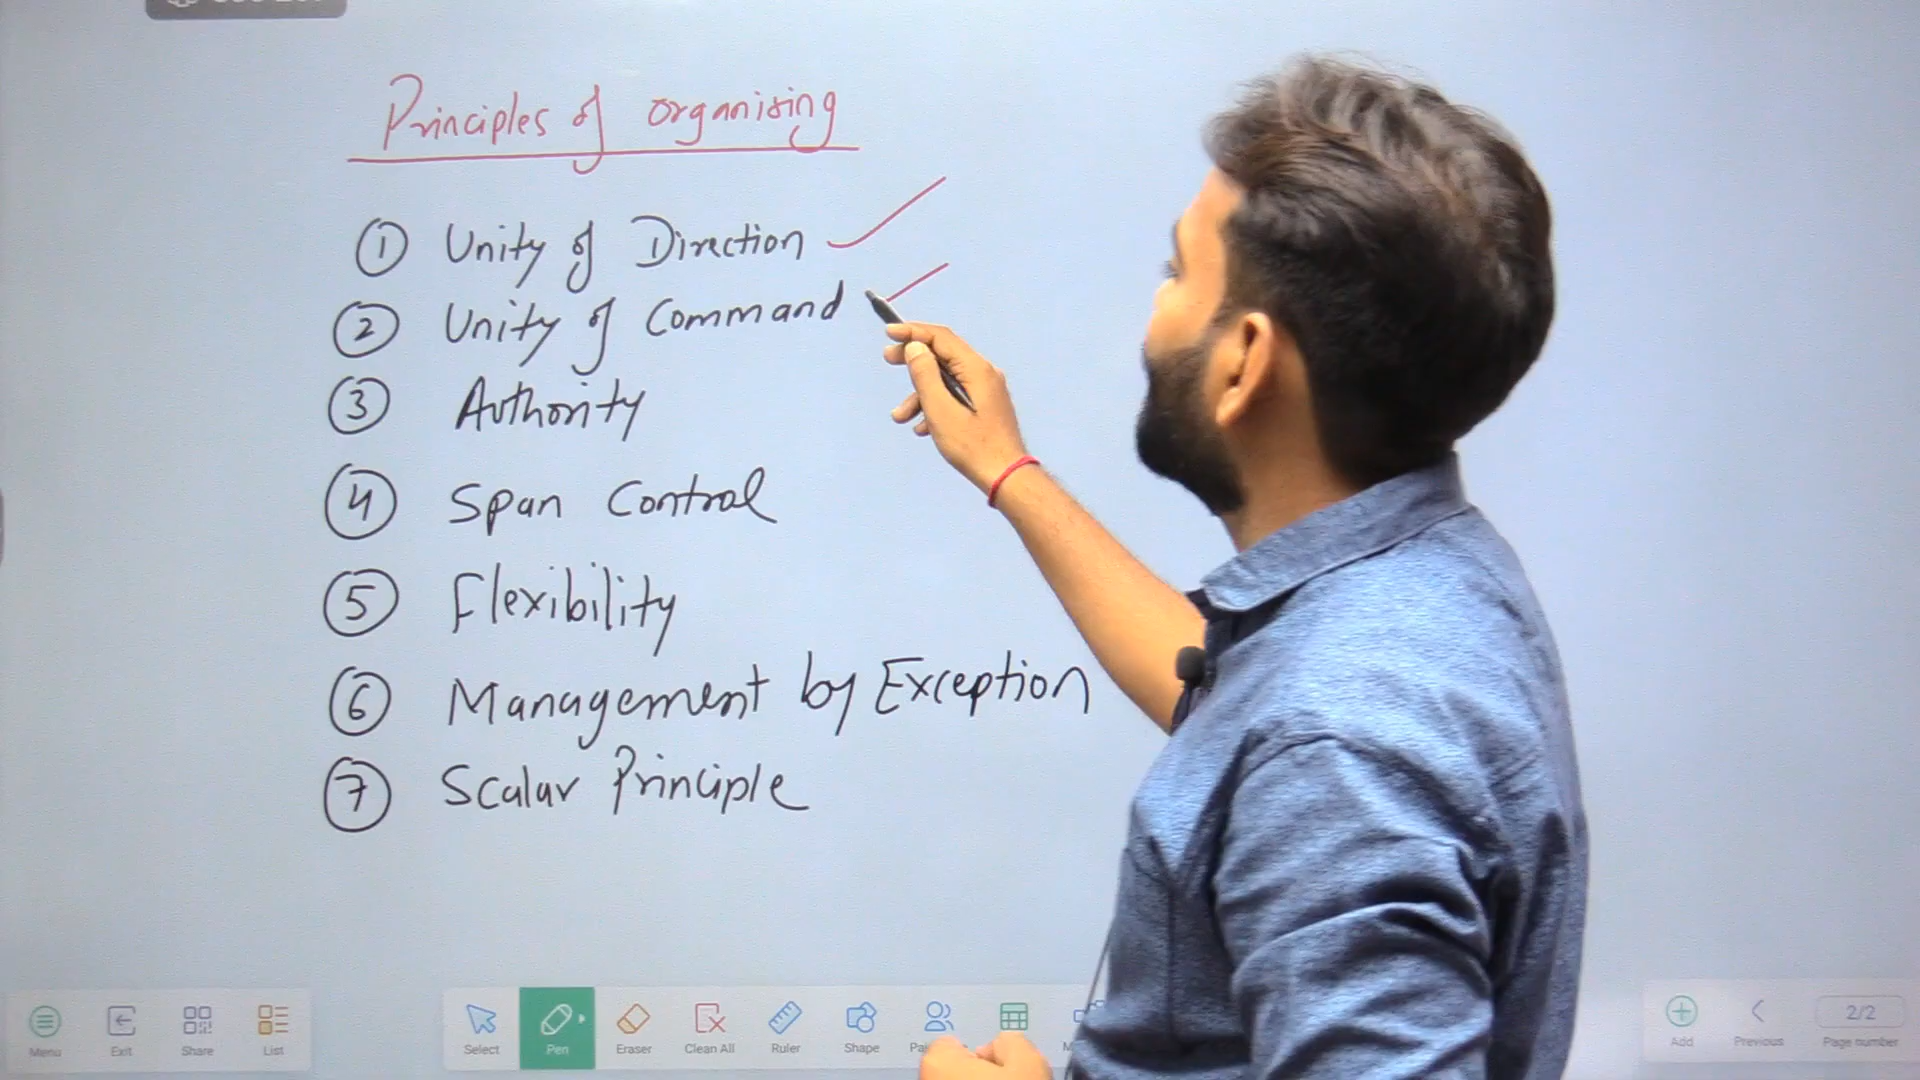 Principles of organising
① Unity of Direction
② Unity of Command
③ Authority
④ Span Control
⑤ Flexibility
⑥ Management by Exception
⑦ Scalar Principle
Menu Exit Share List Select Pen Eraser Clean All Ruler Shape Add Previous 2/2 Page number